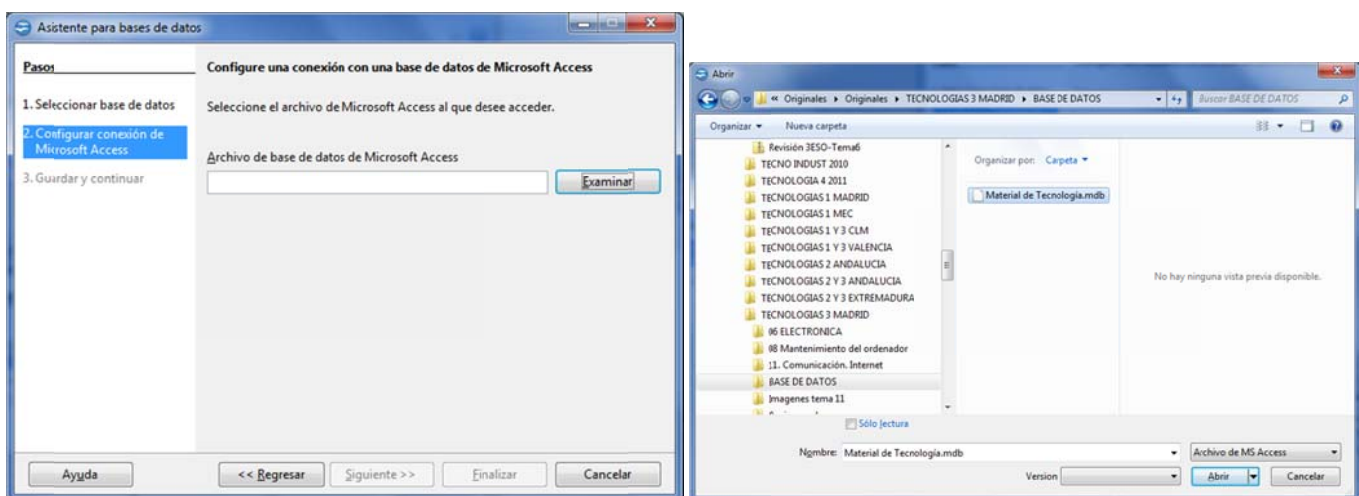 Asistente para bases de datos
Pasos
1. Seleccionar base de datos
2. Configurar conexión de
Microsoft Access
3. Guardar y continuar
Configure una conexión con una base de datos de Microsoft Access
Seleccione el archivo de Microsoft Access al que desee acceder.
Archivo de base de datos de Microsoft Access
Examinar
Ayuda
<< Regresar
Siguiente >>
Finalizar
Cancelar
Abrir
« Originales ▸ Originales ▸ TECNOLOGIAS 3 MADRID ▸ BASE DE DATOS
Buscar BASE DE DATOS
Organizar
Nueva carpeta
Revisión 3ESO-Tema6
TECNO INDUST 2010
TECNOLOGIA 4 2011
TECNOLOGIAS 1 MADRID
TECNOLOGIAS 1 MEC
TECNOLOGIAS 1 Y 3 CLM
TECNOLOGIAS 1 Y 3 VALENCIA
TECNOLOGIAS 2 ANDALUCIA
TECNOLOGIAS 2 Y 3 ANDALUCIA
TECNOLOGIAS 2 Y 3 EXTREMADURA
TECNOLOGIAS 3 MADRID
06 ELECTRONICA
08 Mantenimiento del ordenador
11. Comunicación. Internet
BASE DE DATOS
Imagenes tema 11
Organizar por: Carpeta
Material de Tecnología.mdb
No hay ninguna vista previa disponible.
Sólo lectura
Nombre: Material de Tecnología.mdb
Archivo de MS Access
Version
Abrir
Cancelar